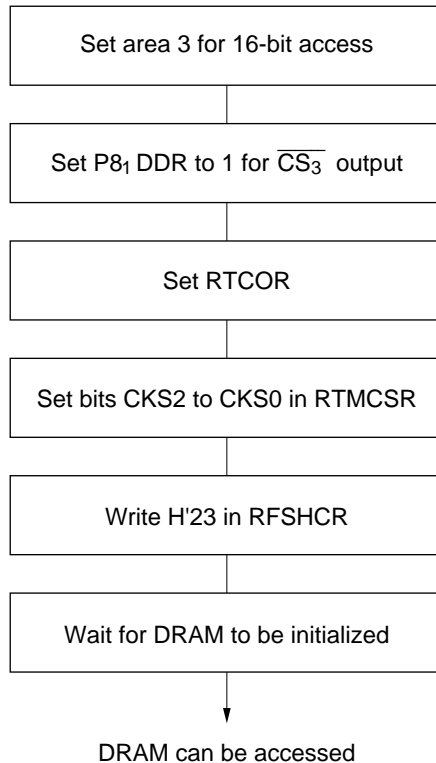 Set area 3 for 16-bit access
Set P8₁ DDR to 1 for C̅S̅₃̅ output
Set RTCOR
Set bits CKS2 to CKS0 in RTMCSR
Write H'23 in RFSHCR
Wait for DRAM to be initialized
DRAM can be accessed